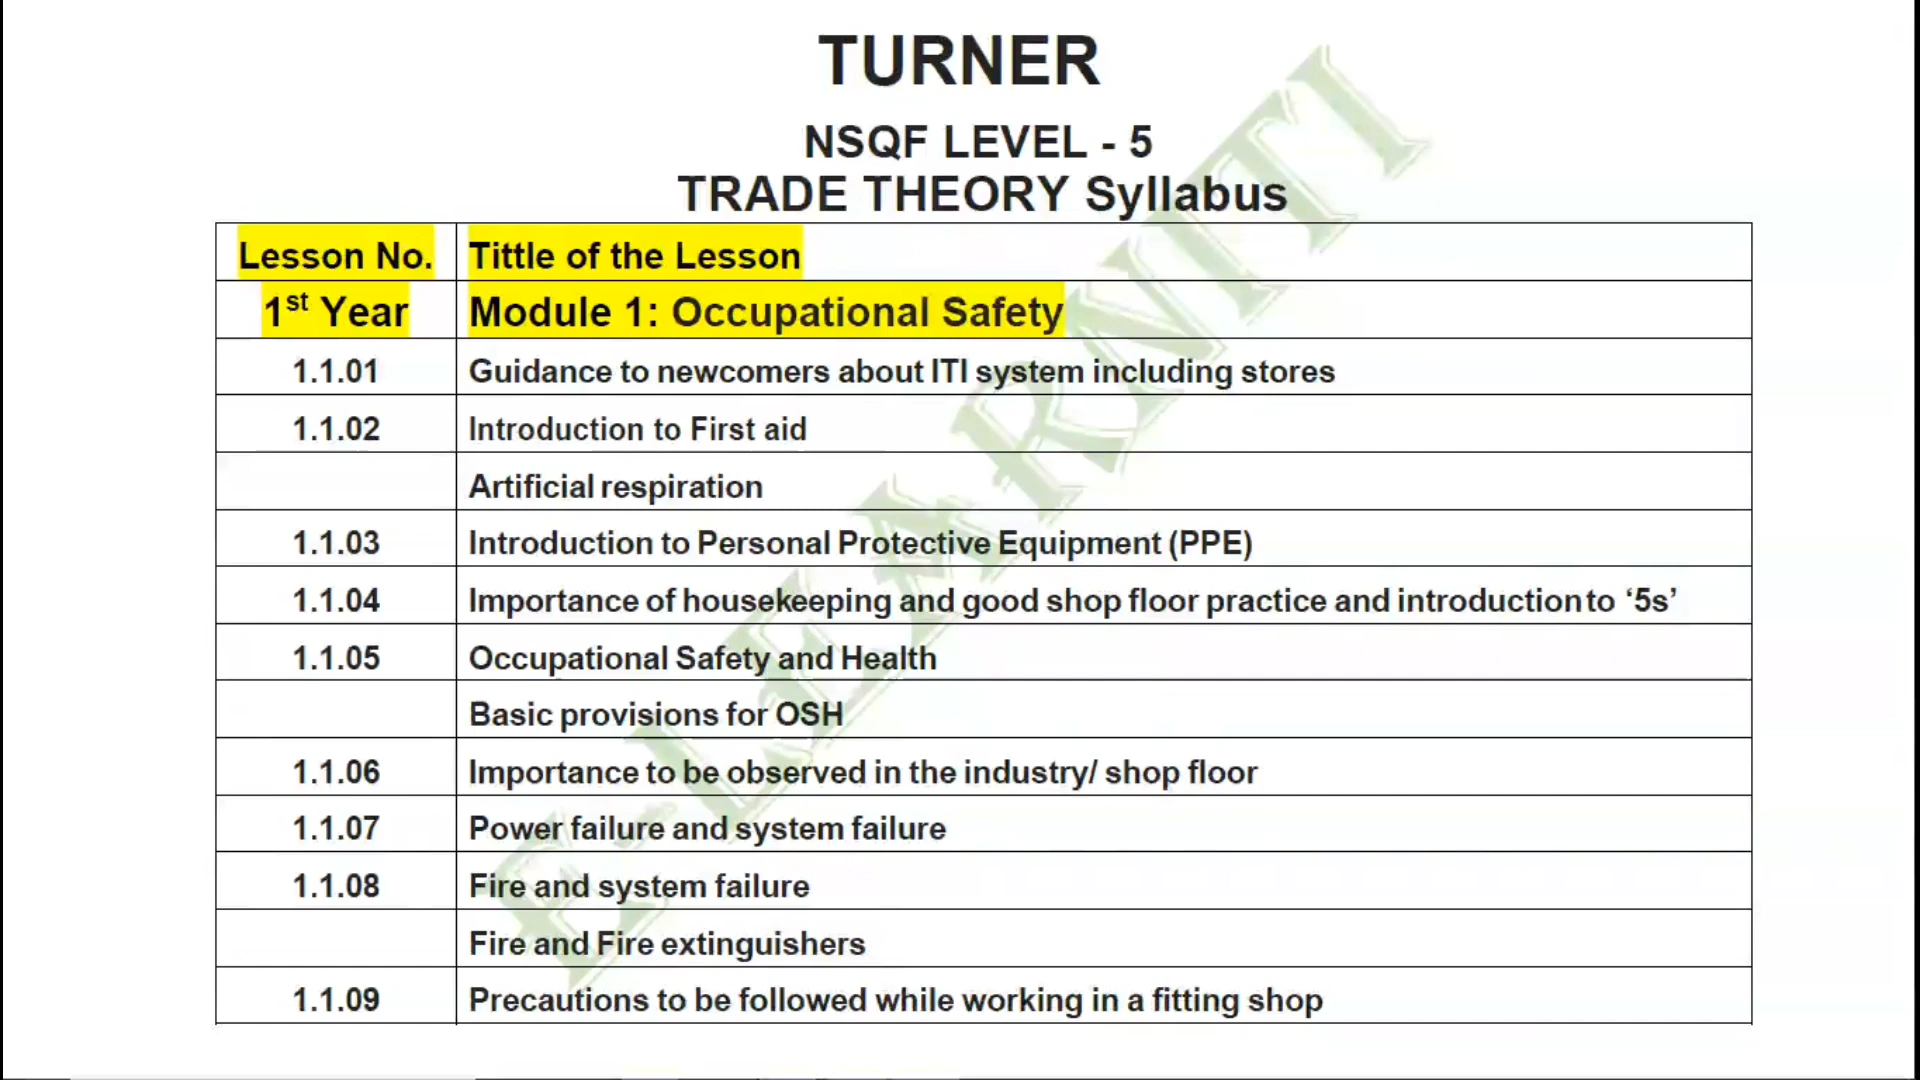 TURNER
NSQF LEVEL - 5
TRADE THEORY Syllabus
Lesson No. Tittle of the Lesson
1st Year Module 1: Occupational Safety
1.1.01 Guidance to newcomers about ITI system including stores
1.1.02 Introduction to First aid
Artificial respiration
1.1.03 Introduction to Personal Protective Equipment (PPE)
1.1.04 Importance of housekeeping and good shop floor practice and introduction to ‘5s’
1.1.05 Occupational Safety and Health
Basic provisions for OSH
1.1.06 Importance to be observed in the industry/ shop floor
1.1.07 Power failure and system failure
1.1.08 Fire and system failure
Fire and Fire extinguishers
1.1.09 Precautions to be followed while working in a fitting shop
E-LEARNITI